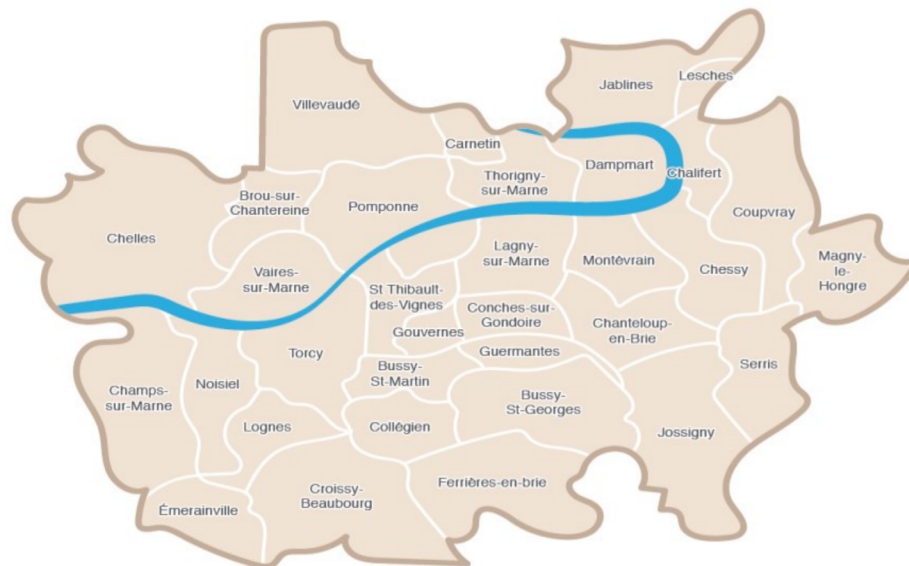 Jablines
Lesches
Villevaudé
Carnetin
Dampmart
Chalifert
Thorigny-
sur-Marne
Brou-sur-
Chantereine
Pomponne
Coupvray
Chelles
Lagny-
sur-Marne
Montévrain
Magny-
le-
Hongre
Vaires-
sur-Marne
Chessy
St Thibault-
des-Vignes
Conches-sur-
Gondoire
Chanteloup-
en-Brie
Gouvernes
Torcy
Guermantes
Serris
Bussy-
St-Martin
Champs-
sur-Marne
Noisiel
Bussy-
St-Georges
Lognes
Collégien
Jossigny
Ferrières-en-brie
Croissy-
Beaubourg
Émerainville